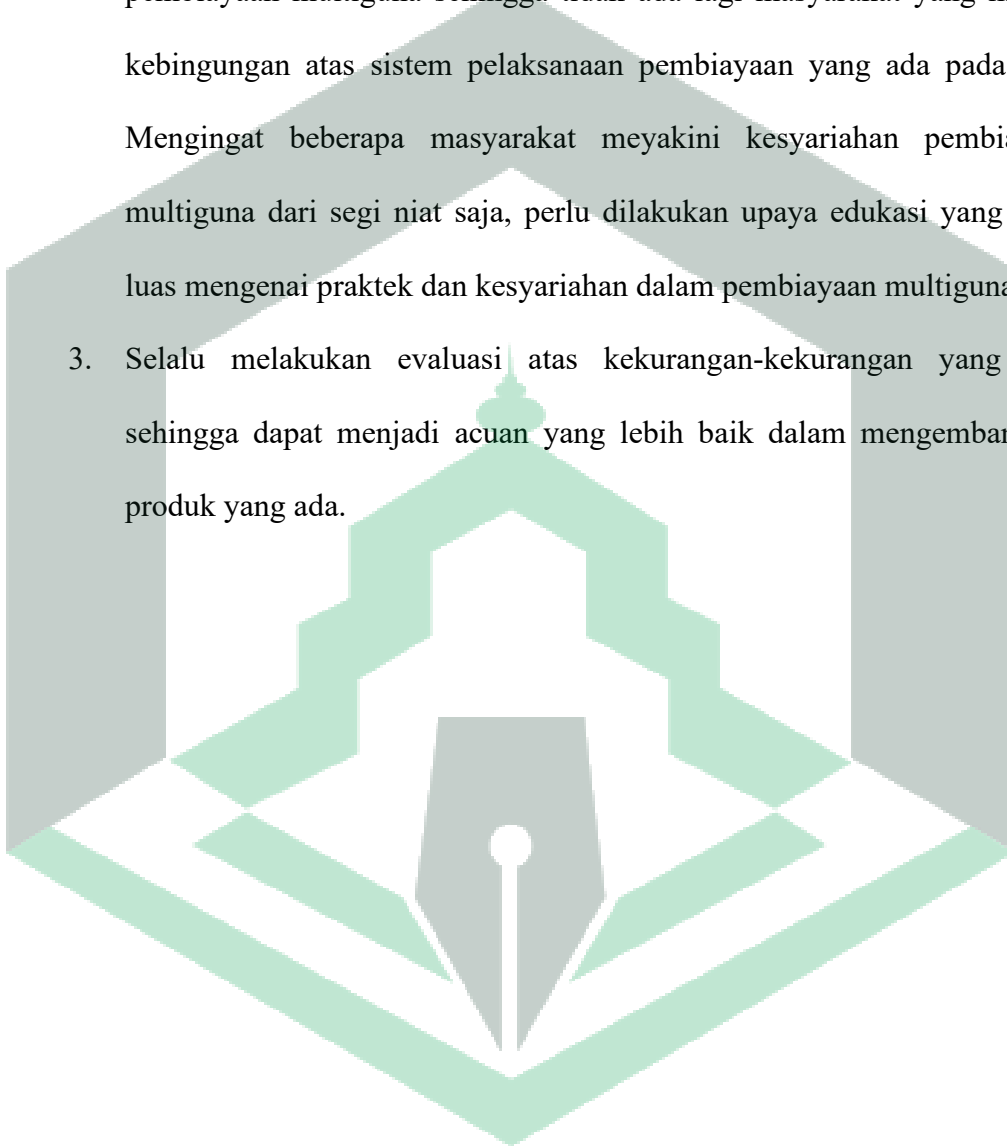 kebingungan atas sistem pelaksanaan pembiayaan yang ada pada
Mengingat beberapa masyarakat meyakini kesyariahan
multiguna dari segi niat saja, perlu dilakukan upaya edukasi yang
luas mengenai praktek dan kesyariahan dalam pembiayaan multiguna
3. Selalu melakukan evaluasi atas kekurangan-kekurangan yang
sehingga dapat menjadi acuan yang lebih baik dalam
produk yang ada.